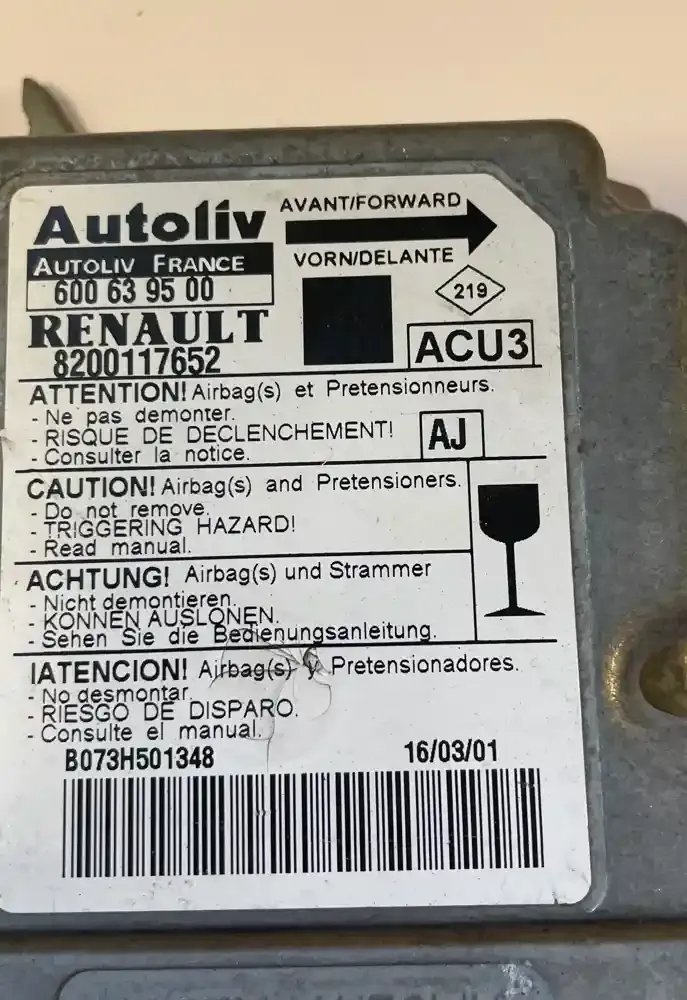 Autoliv
AUTOLIV FRANCE
600 63 95 00
RENAULT
8200117652
AVANT/FORWARD
VORN/DELANTE
219
ACU3
ATTENTION! Airbag(s) et Pretensionneurs.
- Ne pas demonter.
- RISQUE DE DECLENCHEMENT!
- Consulter la notice.
AJ
CAUTION! Airbag(s) and Pretensioners.
- Do not remove.
- TRIGGERING HAZARD!
- Read manual.
ACHTUNG! Airbag(s) und Strammer
- Nicht demontieren.
- KONNEN AUSLONEN.
- Sehen Sie die Bedienungsanleitung.
IATENCION! Airbag(s) y Pretensionadores.
- No desmontar.
- RIESGO DE DISPARO.
- Consulte el manual.
B073H501348 16/03/01